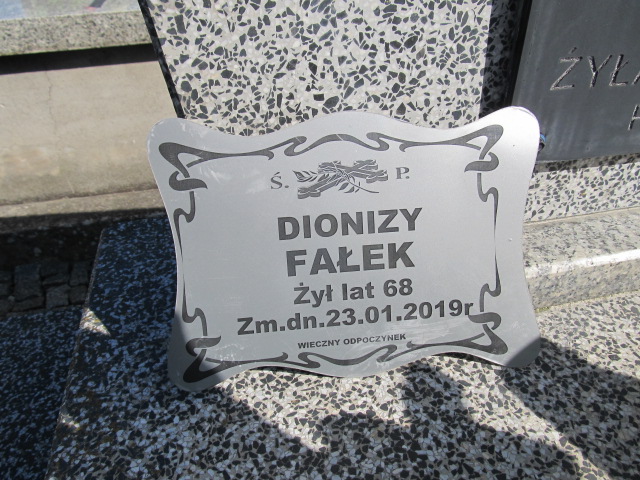 Ś. P.
DIONIZY
FAŁEK
Żył lat 68
Zm.dn.23.01.2019r
WIECZNY ODPOCZYNEK